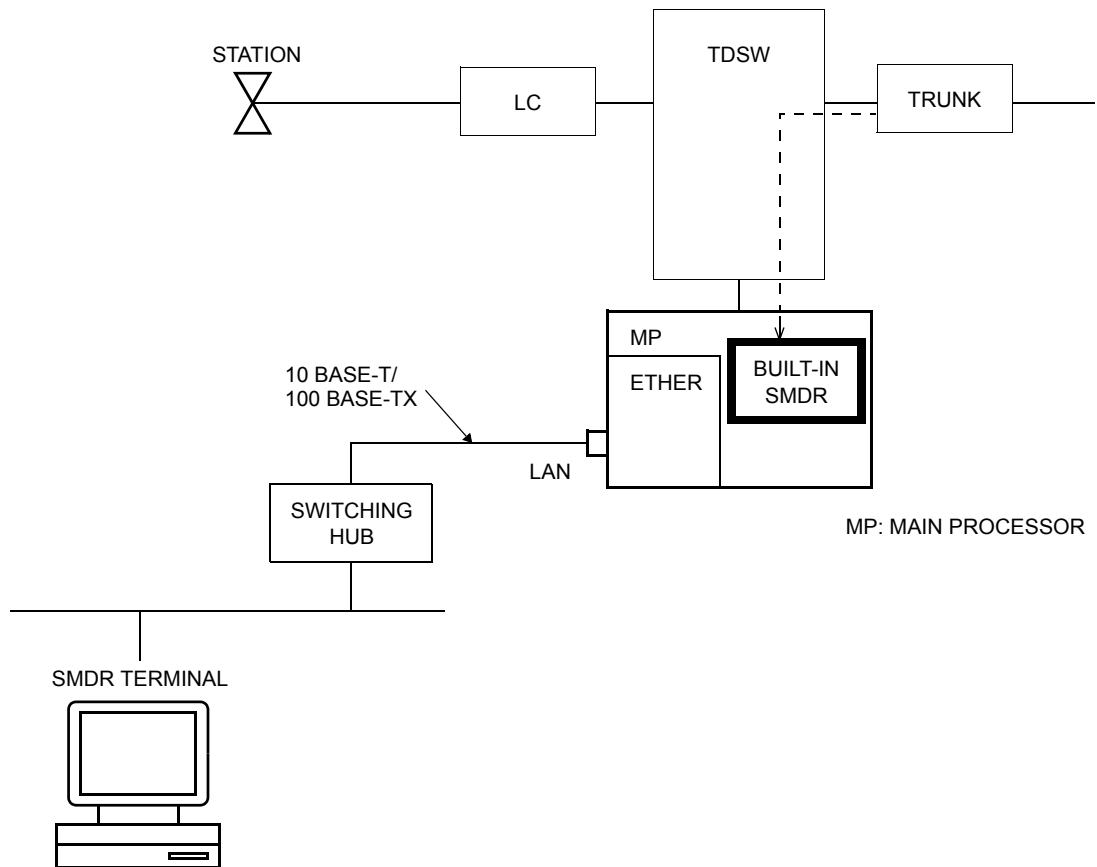 STATION
TDSW
LC
TRUNK
MP
BUILT-IN
SMDR
ETHER
10 BASE-T/
100 BASE-TX
LAN
SWITCHING
HUB
MP: MAIN PROCESSOR
SMDR TERMINAL